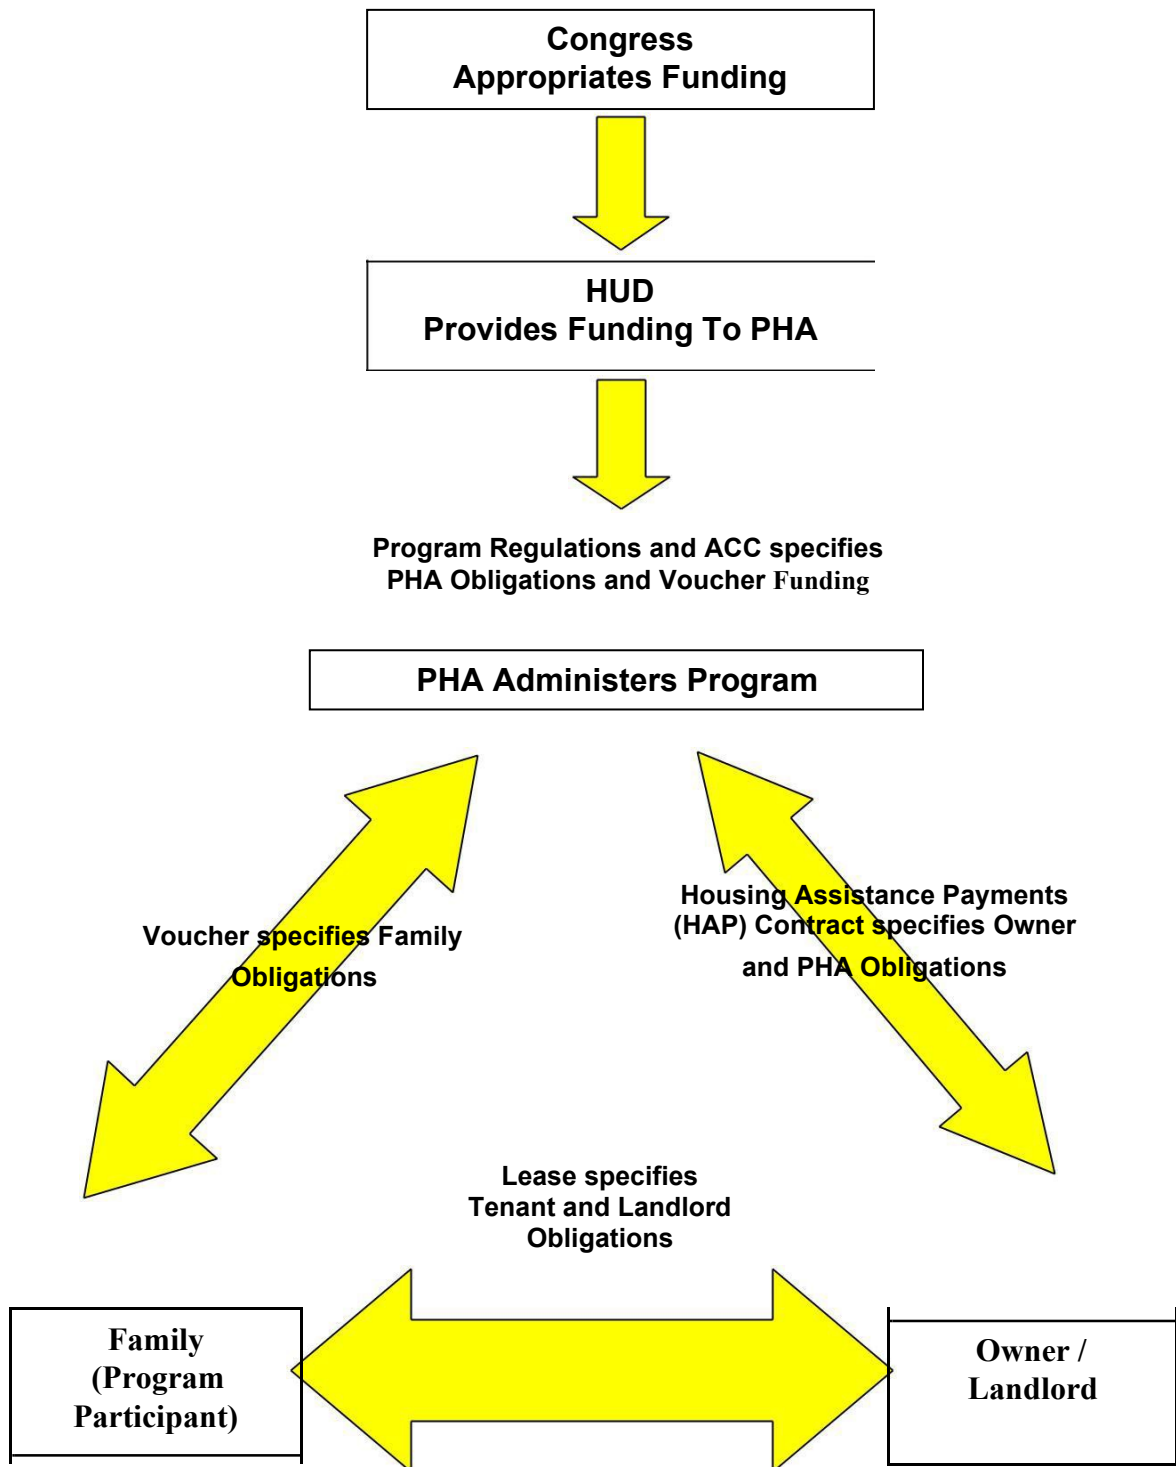 Congress
Appropriates Funding
HUD
Provides Funding To PHA
Program Regulations and ACC specifies
PHA Obligations and Voucher Funding
PHA Administers Program
Voucher specifies Family
Obligations
Housing Assistance Payments
(HAP) Contract specifies Owner
and PHA Obligations
Lease specifies
Tenant and Landlord
Obligations
Family
(Program
Participant)
Owner /
Landlord